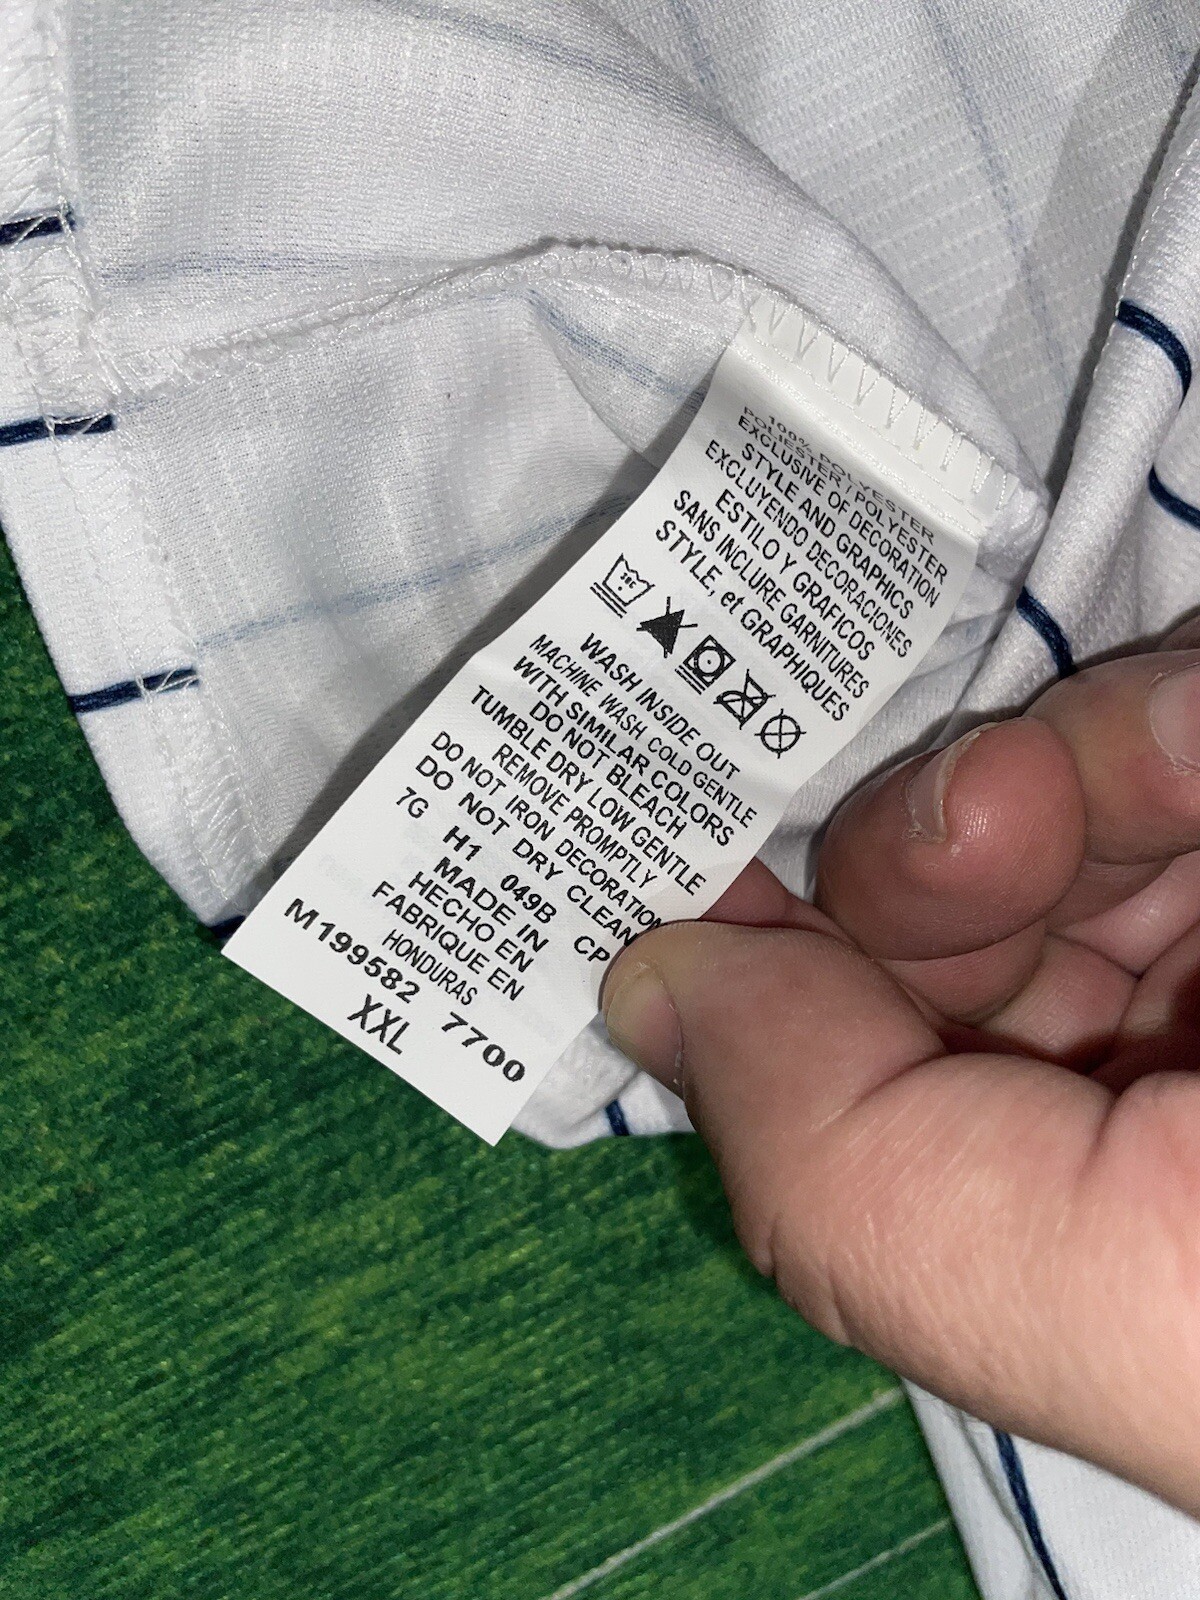 100% POLYESTER
POLIESTER / POLYESTER
EXCLUSIVE OF DECORATION
STYLE AND GRAPHICS
EXCLUYENDO DECORACIONES
ESTILO Y GRAFICOS
SANS INCLURE GARNITURES
STYLE, et GRAPHIQUES
30C
WASH INSIDE OUT
MACHINE WASH COLD GENTLE
WITH SIMILAR COLORS
DO NOT BLEACH
TUMBLE DRY LOW GENTLE
REMOVE PROMPTLY
DO NOT IRON DECORATION
DO NOT DRY CLEAN
7G H1 049B CP
MADE IN
HECHO EN
FABRIQUE EN
HONDURAS
M199582 7700
XXL